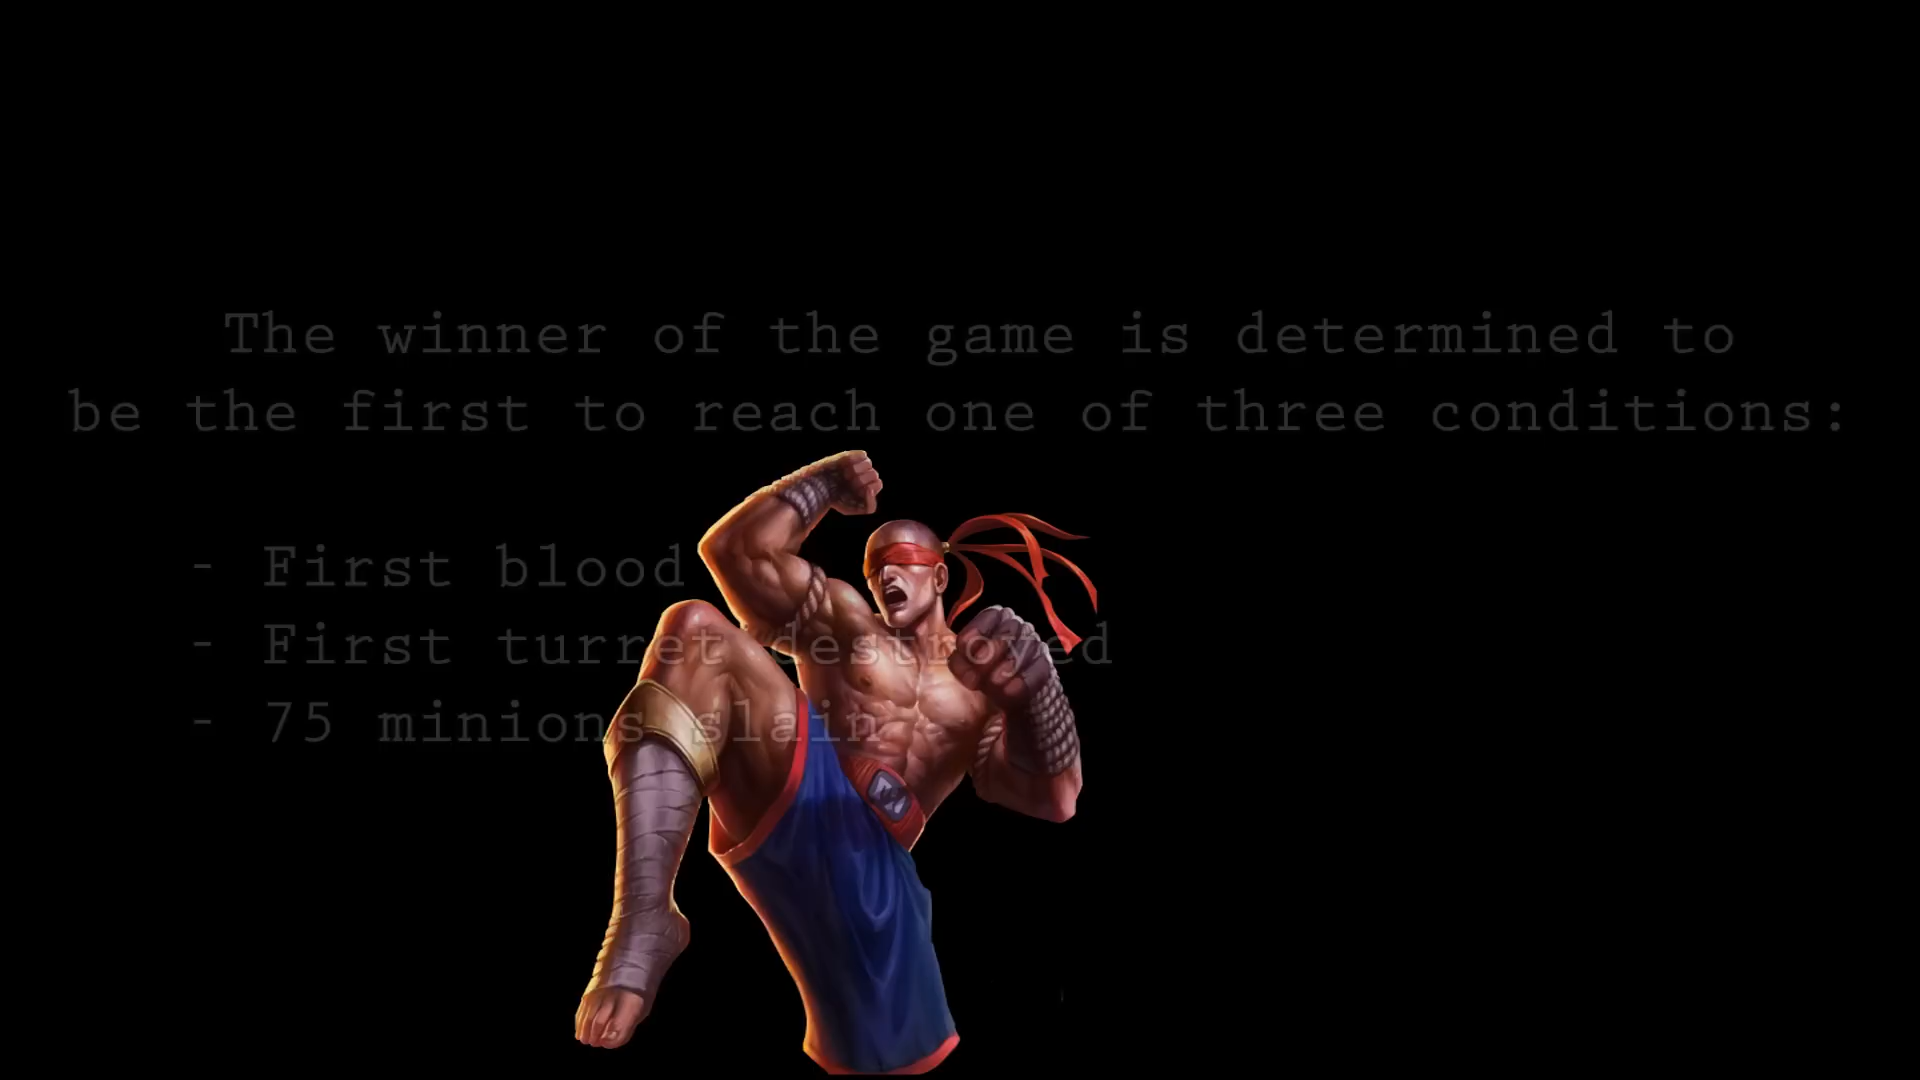 The winner of the game is determined to
be the first to reach one of three conditions:
- First blood
- First turret destroyed
- 75 minions slain